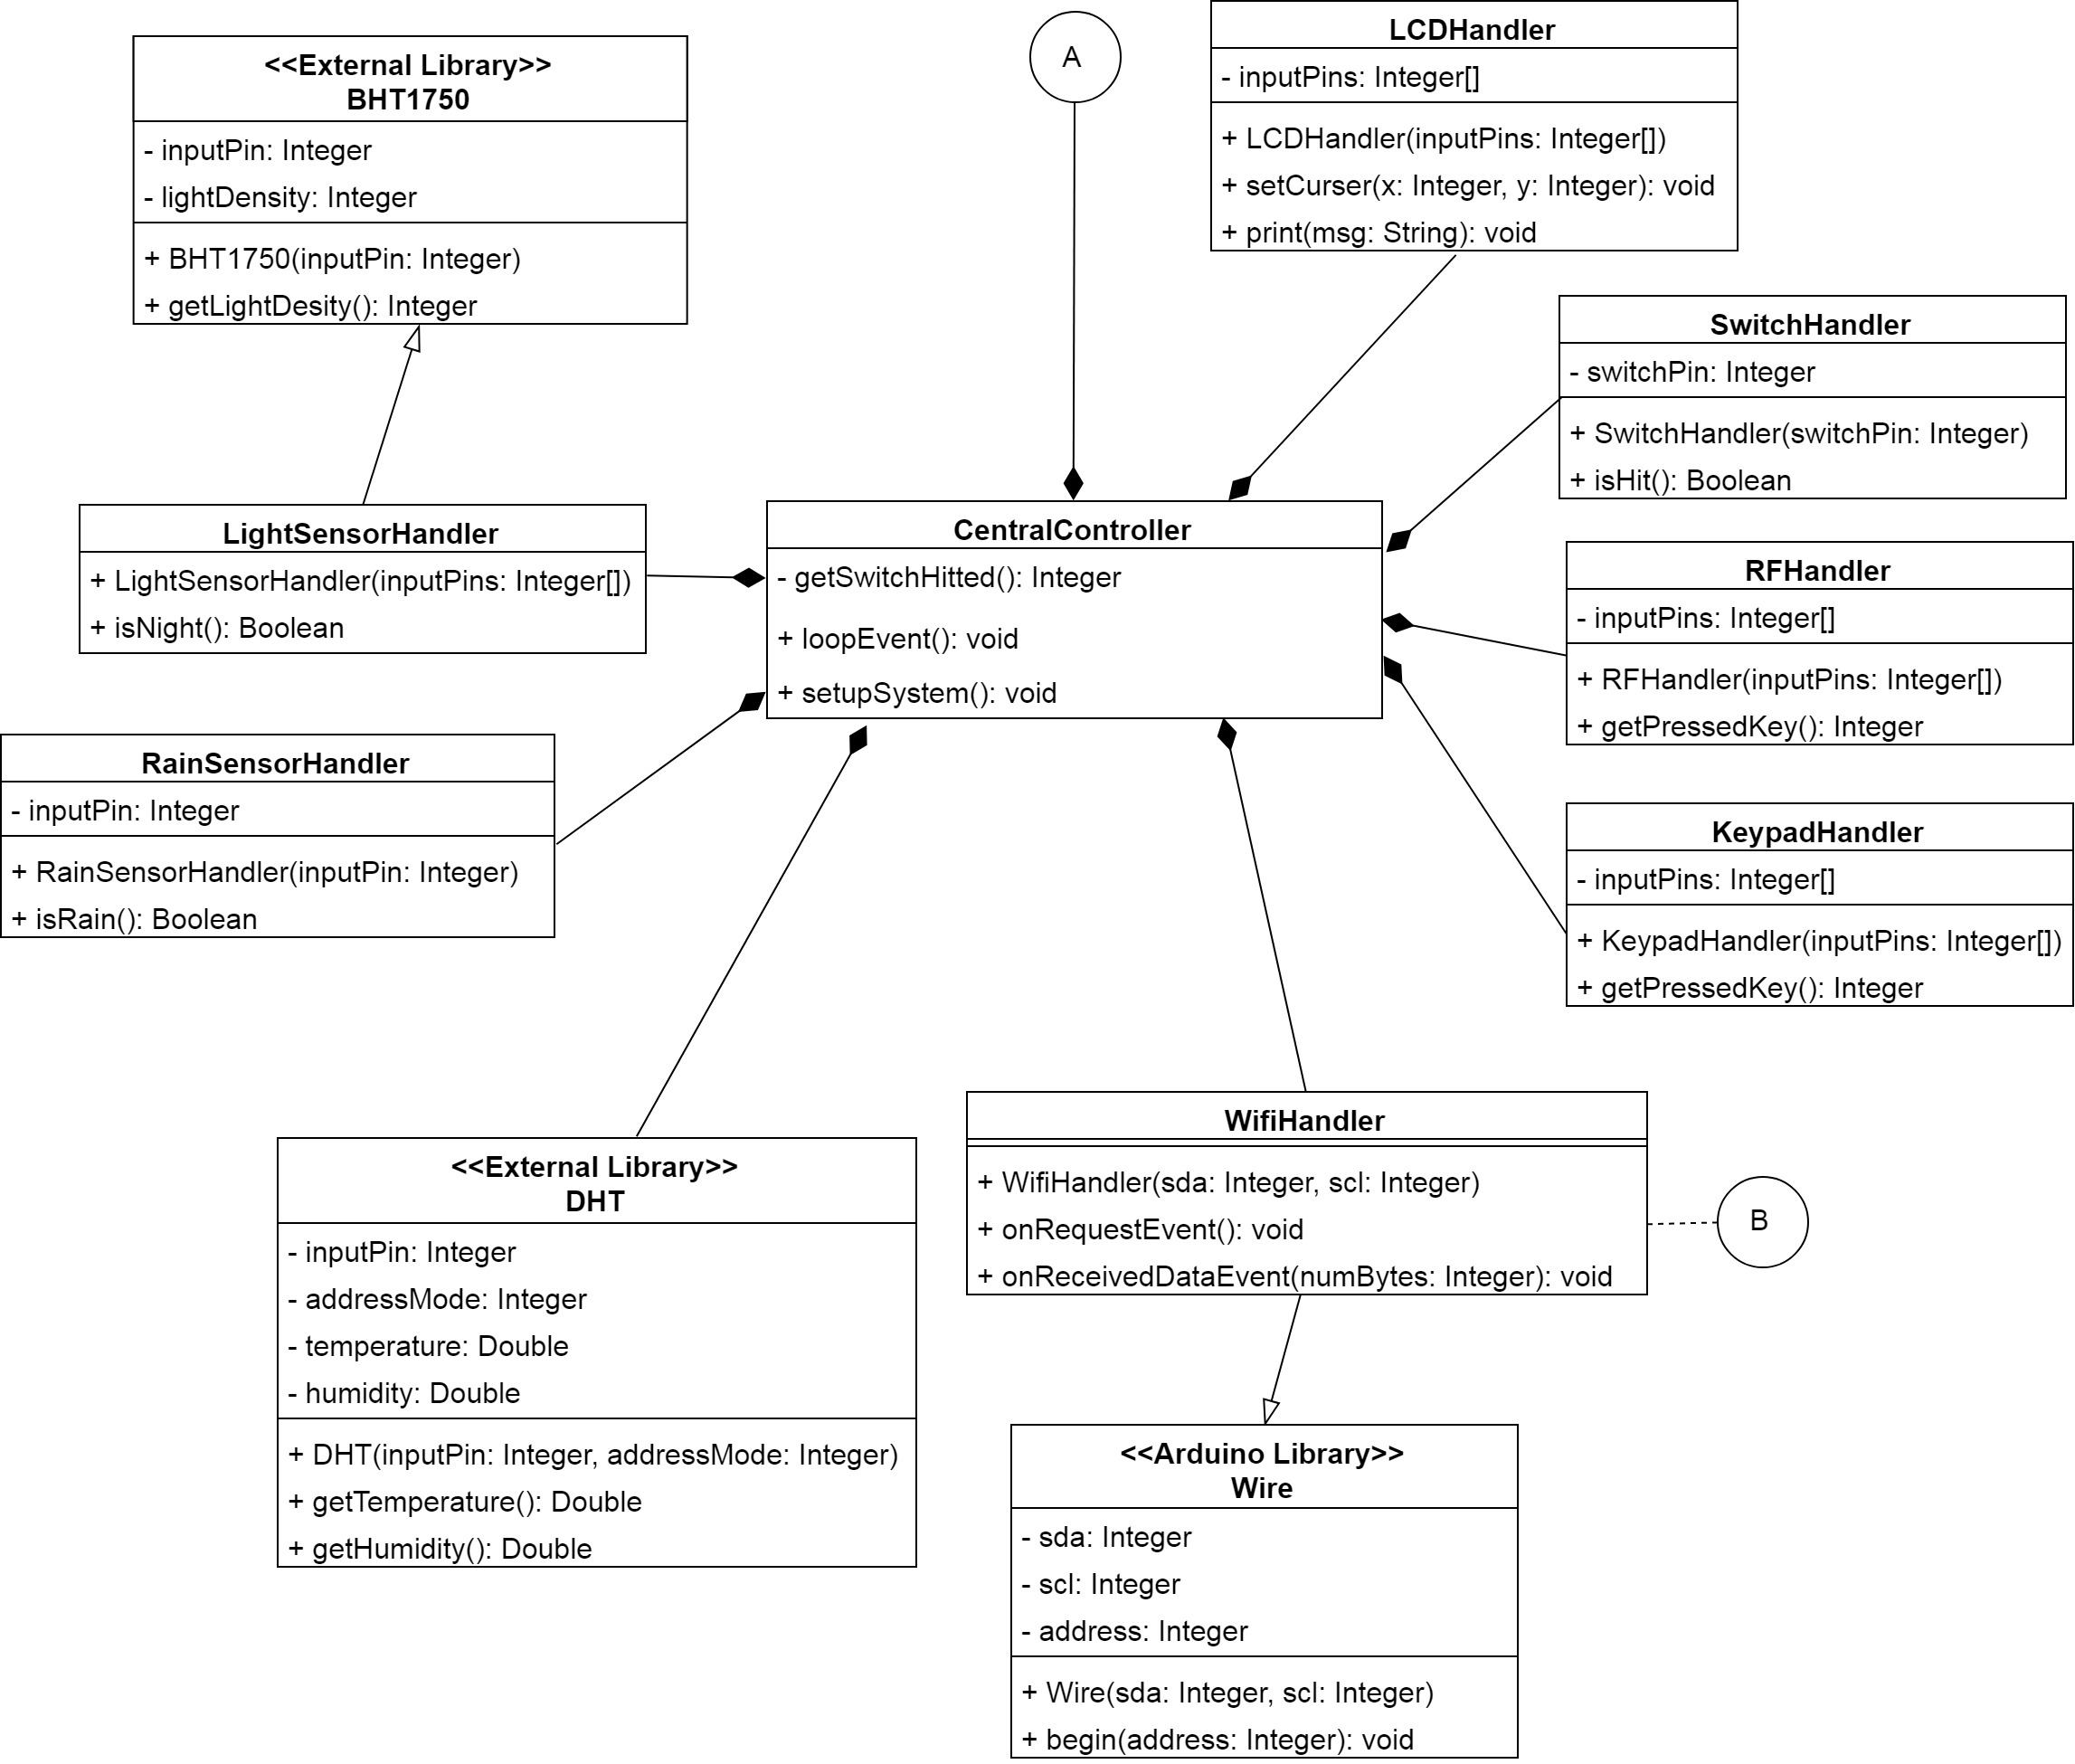 <<External Library>>
BHT1750
- inputPin: Integer
- lightDensity: Integer
+ BHT1750(inputPin: Integer)
+ getLightDesity(): Integer
A
LCDHandler
- inputPins: Integer[]
+ LCDHandler(inputPins: Integer[])
+ setCurser(x: Integer, y: Integer): void
+ print(msg: String): void
SwitchHandler
- switchPin: Integer
+ SwitchHandler(switchPin: Integer)
+ isHit(): Boolean
LightSensorHandler
+ LightSensorHandler(inputPins: Integer[])
+ isNight(): Boolean
CentralController
- getSwitchHitted(): Integer
+ loopEvent(): void
+ setupSystem(): void
RFHandler
- inputPins: Integer[]
+ RFHandler(inputPins: Integer[])
+ getPressedKey(): Integer
RainSensorHandler
- inputPin: Integer
+ RainSensorHandler(inputPin: Integer)
+ isRain(): Boolean
KeypadHandler
- inputPins: Integer[]
+ KeypadHandler(inputPins: Integer[])
+ getPressedKey(): Integer
<<External Library>>
DHT
- inputPin: Integer
- addressMode: Integer
- temperature: Double
- humidity: Double
+ DHT(inputPin: Integer, addressMode: Integer)
+ getTemperature(): Double
+ getHumidity(): Double
WifiHandler
+ WifiHandler(sda: Integer, scl: Integer)
+ onRequestEvent(): void
+ onReceivedDataEvent(numBytes: Integer): void
B
<<Arduino Library>>
Wire
- sda: Integer
- scl: Integer
- address: Integer
+ Wire(sda: Integer, scl: Integer)
+ begin(address: Integer): void